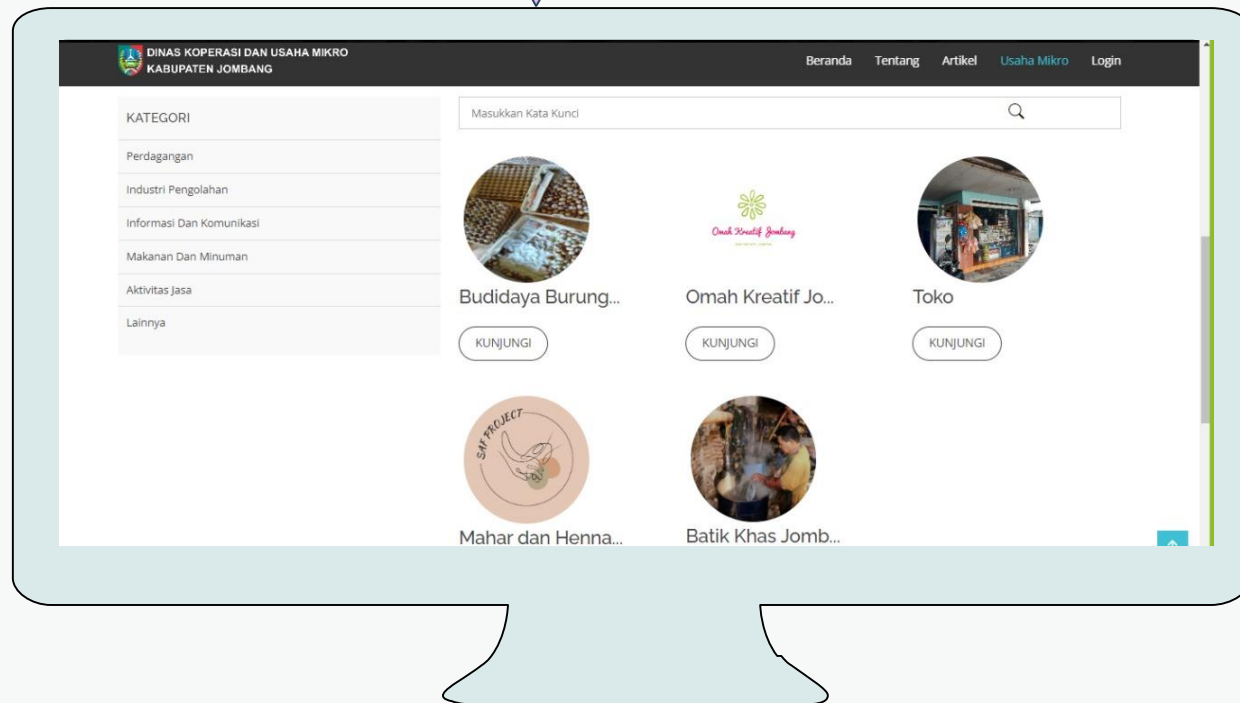 DINAS KOPERASI DAN USAHA MIKRO
KABUPATEN JOMBANG
Beranda Tentang Artikel Usaha Mikro Login
KATEGORI
Perdagangan
Industri Pengolahan
Informasi Dan Komunikasi
Makanan Dan Minuman
Aktivitas Jasa
Lainnya
Masukkan Kata Kunci
Omah Kreatif Jombang
Budidaya Burung...
Omah Kreatif Jo...
Toko
KUNJUNGI
KUNJUNGI
KUNJUNGI
SAF PROJECT
Mahar dan Henna...
Batik Khas Jomb...